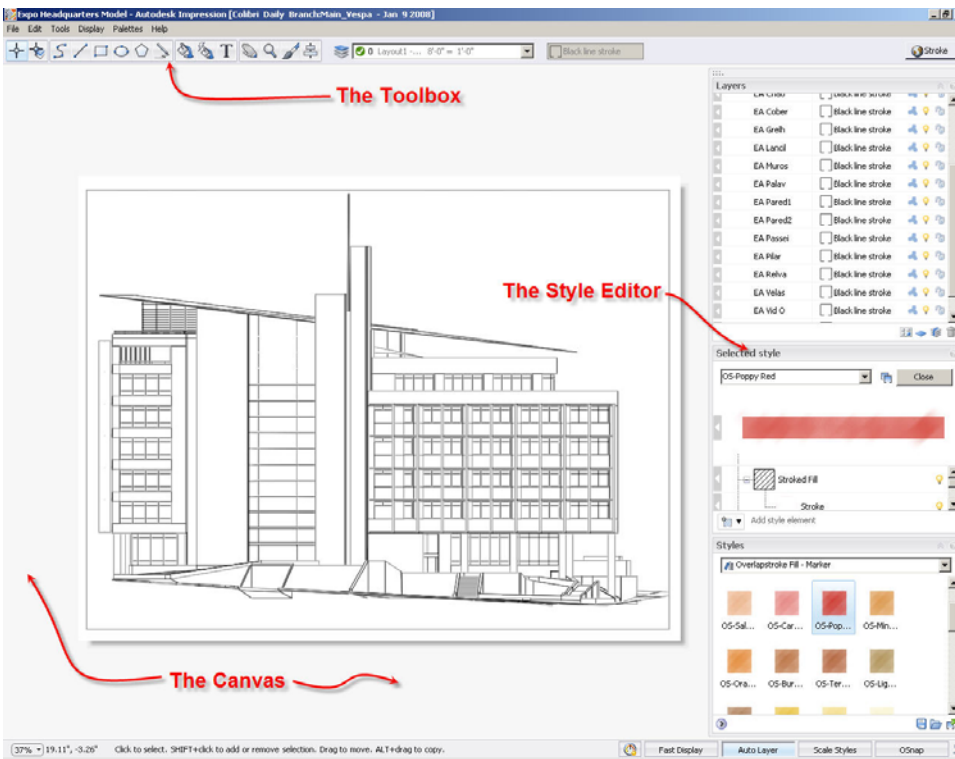 Expo Headquarters Model - Autodesk Impression [Colibri Daily Branch:Main_Vespa - Jan 9 2008]
File Edit Tools Display Palettes Help
0 Layout1 -... 8'-0" = 1'-0"
Black line stroke
Stroke
The Toolbox
Layers
Black line stroke
EA Cober Black line stroke
EA Grelh Black line stroke
EA Lancil Black line stroke
EA Muros Black line stroke
EA Palav Black line stroke
EA Pared1 Black line stroke
EA Pared2 Black line stroke
EA Passei Black line stroke
EA Pilar Black line stroke
EA Relva Black line stroke
EA Velas Black line stroke
EA Vid O Black line stroke
The Style Editor
Selected style
OS-Poppy Red
Close
Stroked Fill
Stroke
Add style element
Styles
Overlapstroke Fill - Marker
OS-Sal... OS-Car... OS-Pop... OS-Min...
OS-Ora... OS-Bur... OS-Ter... OS-Lig...
The Canvas
37% 19.11", -3.26" Click to select. SHIFT+click to add or remove selection. Drag to move. ALT+drag to copy.
Fast Display Auto Layer Scale Styles OSnap